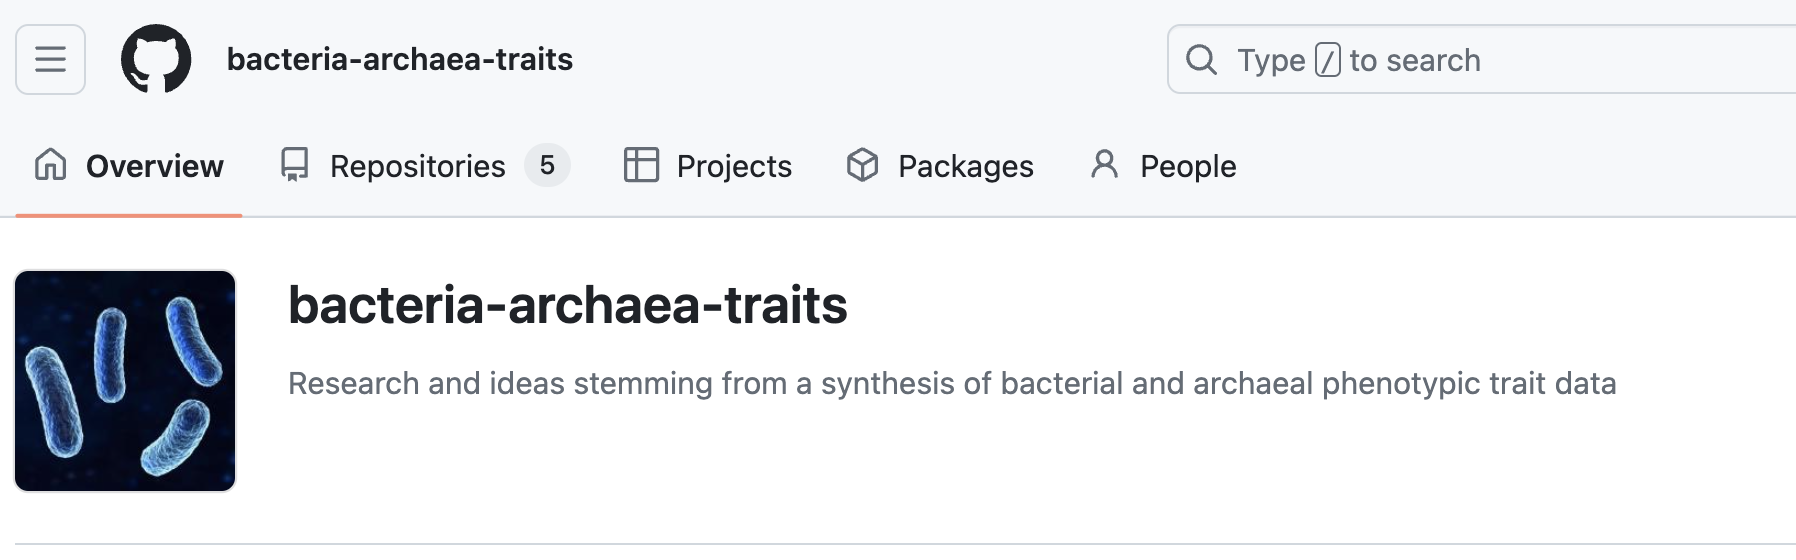 bacteria-archaea-traits
Type / to search
Overview Repositories 5 Projects Packages People
bacteria-archaea-traits
Research and ideas stemming from a synthesis of bacterial and archaeal phenotypic trait data